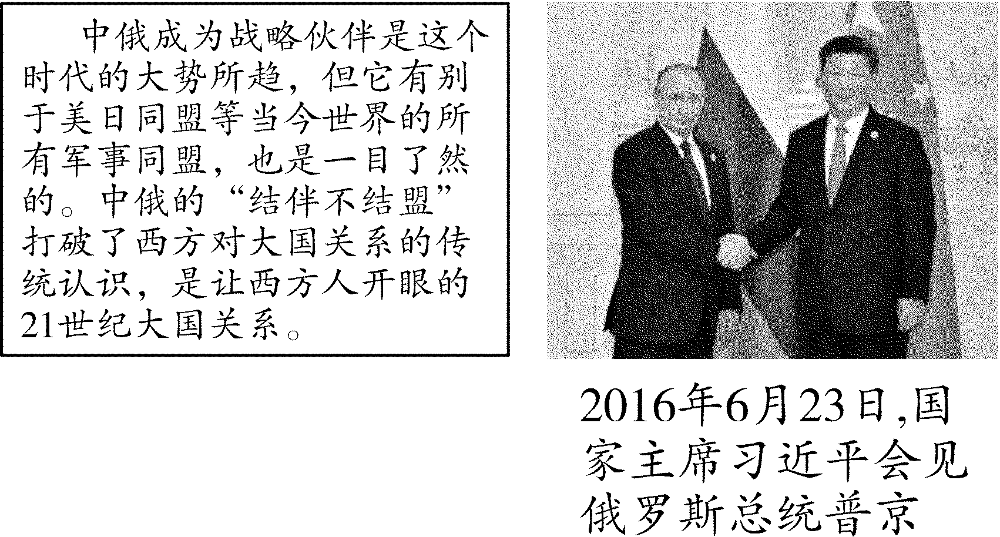 中俄成为战略伙伴是这个
时代的大势所趋，但它有别
于美日同盟等当今世界的所
有军事同盟，也是一目了然
的。中俄的“结伴不结盟”
打破了西方对大国关系的传
统认识，是让西方人开眼的
21世纪大国关系。
2016年6月23日,国
家主席习近平会见
俄罗斯总统普京